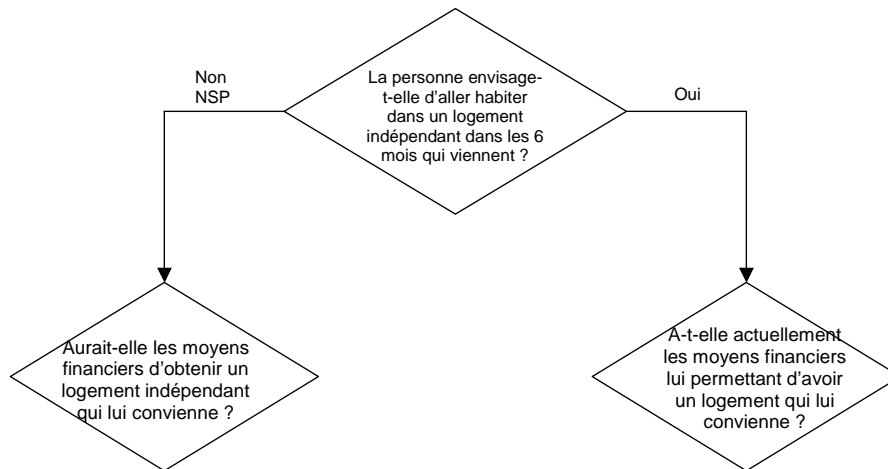 Non
NSP
La personne envisage-
t-elle d'aller habiter
dans un logement
indépendant dans les 6
mois qui viennent ?
Oui
Aurait-elle les moyens
financiers d'obtenir un
logement indépendant
qui lui convienne ?
A-t-elle actuellement
les moyens financiers
lui permettant d'avoir
un logement qui lui
convienne ?